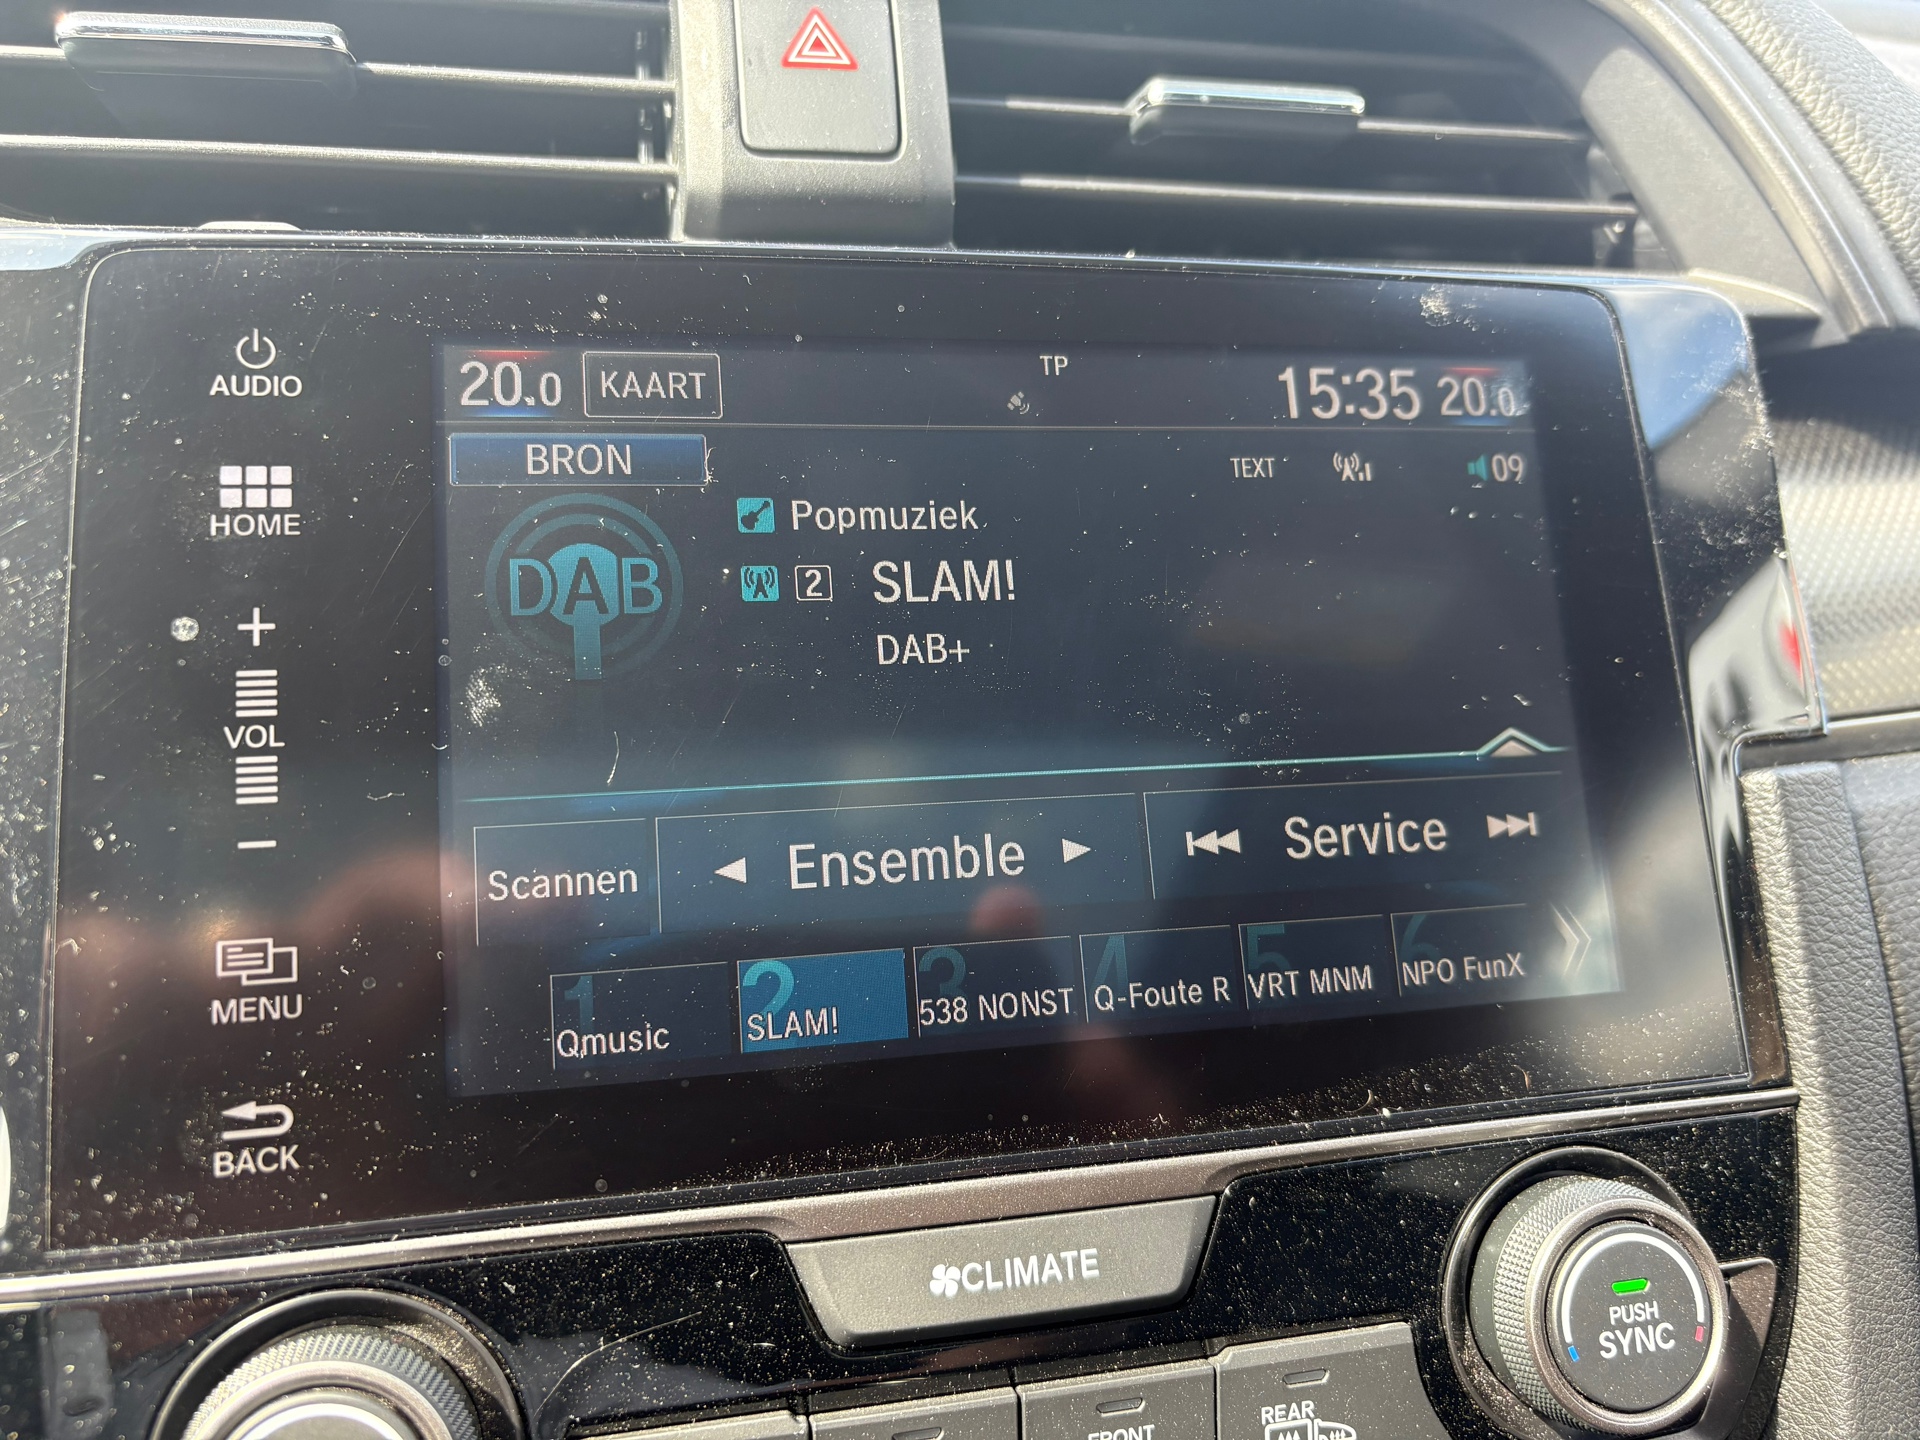 AUDIO
HOME
+
VOL
−
MENU
BACK
20.0 KAART TP 15:35 20.0
BRON TEXT 09
DAB
Popmuziek
2 SLAM!
DAB+
Scannen Ensemble Service
1 Qmusic
2 SLAM!
3 538 NONST
4 Q-Foute R
5 VRT MNM
6 NPO FunX
CLIMATE
PUSH
SYNC
FRONT
REAR